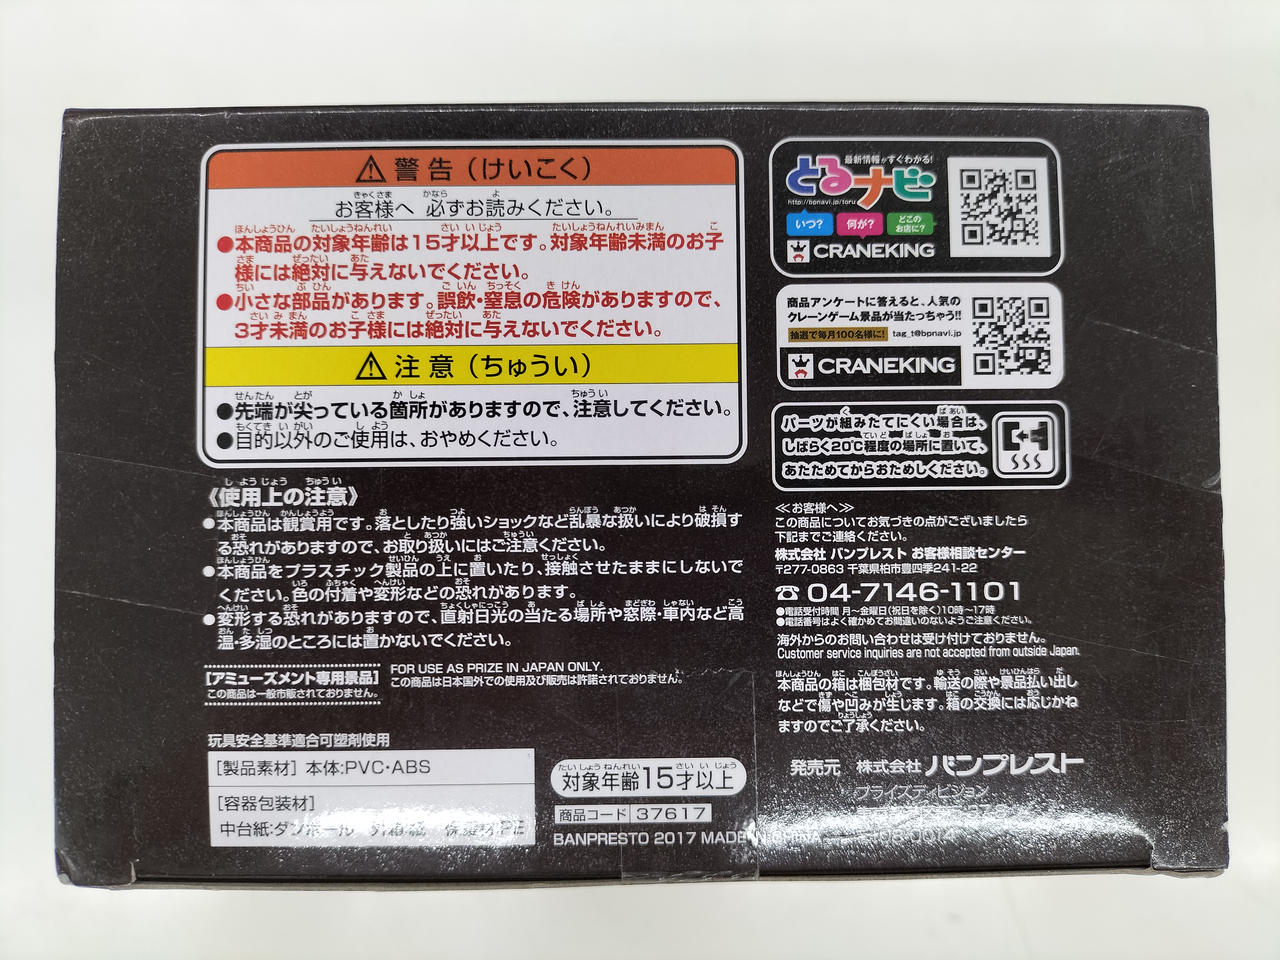 ⚠ 警告（けいこく）
お客様へ 必ずお読みください。
●本商品の対象年齢は15才以上です。対象年齢未満のお子
様には絶対に与えないでください。
●小さな部品があります。誤飲・窒息の危険がありますので、
3才未満のお子様には絶対に与えないでください。
⚠ 注意（ちゅうい）
●先端が尖っている箇所がありますので、注意してください。
●目的以外のご使用は、おやめください。
《使用上の注意》
●本商品は観賞用です。落としたり強いショックなど乱暴な扱いにより破損す
る恐れがありますので、お取り扱いにはご注意ください。
●本商品をプラスチック製品の上に置いたり、接触させたままにしないで
ください。色の付着や変形などの恐れがあります。
●変形する恐れがありますので、直射日光の当たる場所や窓際・車内など高
温・多湿のところには置かないでください。
[アミューズメント専用景品]
この商品は一般市販されておりません。
FOR USE AS PRIZE IN JAPAN ONLY.
この商品は日本国外での使用及び販売は許諾されておりません。
玩具安全基準適合可塑剤使用
[製品素材] 本体:PVC・ABS
[容器包装材]
中台紙:ダンボール 外箱:紙 保護材:PE
対象年齢15才以上
商品コード 37617
BANPRESTO 2017 MADE IN CHINA
最新情報がすぐわかる!
とるナビ
http://bpnavi.jp/toru
いつ? 何が? どこのお店に?
CRANEKING
商品アンケートに答えると、人気の
クレーンゲーム景品が当たっちゃう!!
抽選で毎月100名様に! tag_t@bpnavi.jp
CRANEKING
パーツが組みたてにくい場合は、
しばらく20℃程度の場所に置いて、
あたためてからおためしください。
≪お客様へ≫
この商品についてお気づきの点がございましたら
下記までご連絡ください。
株式会社 バンプレスト お客様相談センター
〒277-0863 千葉県柏市豊四季241-22
☎ 04-7146-1101
●電話受付時間 月〜金曜日(祝日を除く)10時〜17時
●電話番号はよく確かめてお間違いのないようご注意ください。
海外からのお問い合わせは受け付けておりません。
Customer service inquiries are not accepted from outside Japan.
本商品の箱は梱包材です。輸送の際や景品払い出し
などで傷や凹みが生じます。箱の交換には応じかね
ますのでご了承ください。
発売元 株式会社 バンプレスト
プライズディビジョン